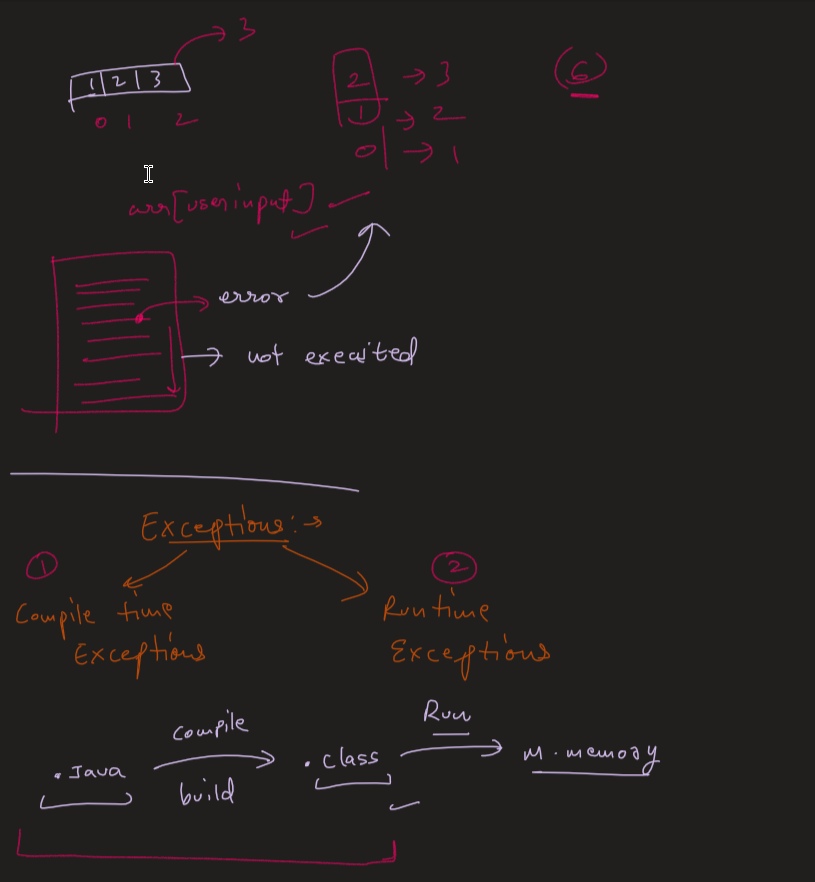 3
1 2 3
0 1 2
2 → 3
1 → 2
0 → 1
(6)
arr[userinput]
error
not executed
Exceptions:→
1
Compile time
Exceptions
2
Runtime
Exceptions
.Java
Compile
build
.class
Run
M.memory